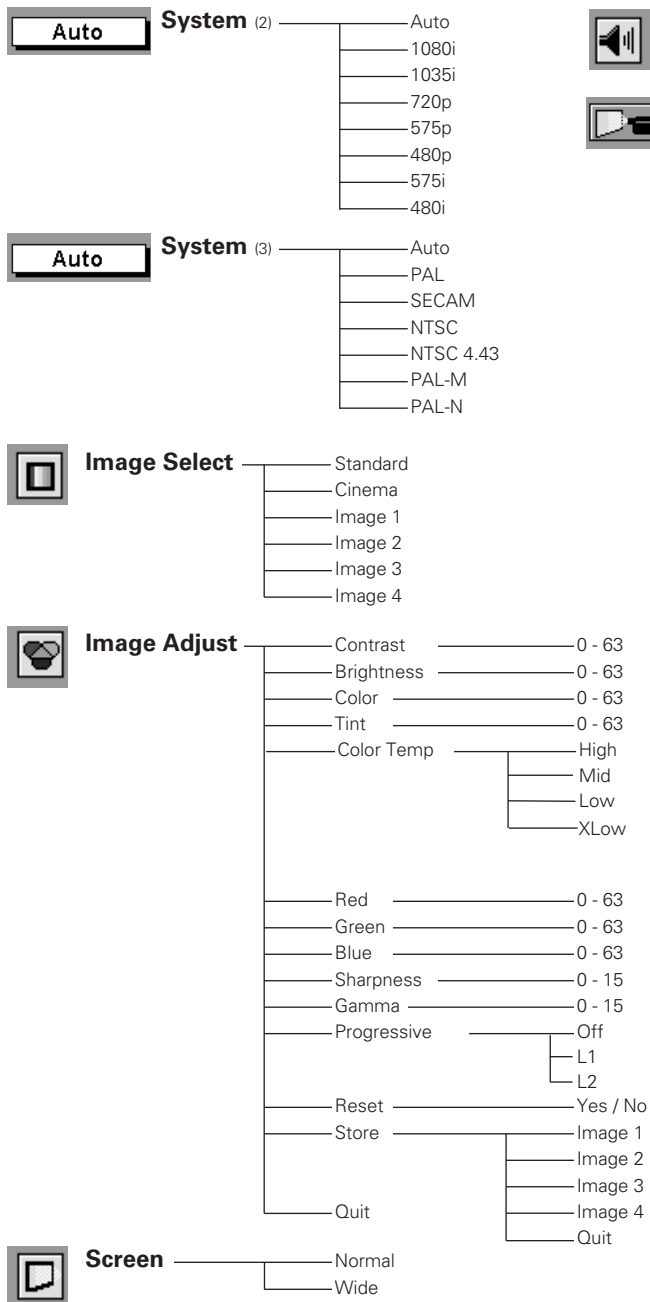 Auto
System (2)
Auto
1080i
1035i
720p
575p
480p
575i
480i
Auto
System (3)
Auto
PAL
SECAM
NTSC
NTSC 4.43
PAL-M
PAL-N
Image Select
Standard
Cinema
Image 1
Image 2
Image 3
Image 4
Image Adjust
Contrast 0 - 63
Brightness 0 - 63
Color 0 - 63
Tint 0 - 63
Color Temp High
Mid
Low
XLow
Red 0 - 63
Green 0 - 63
Blue 0 - 63
Sharpness 0 - 15
Gamma 0 - 15
Progressive Off
L1
L2
Reset Yes / No
Store Image 1
Image 2
Image 3
Quit Image 4
Quit
Screen
Normal
Wide